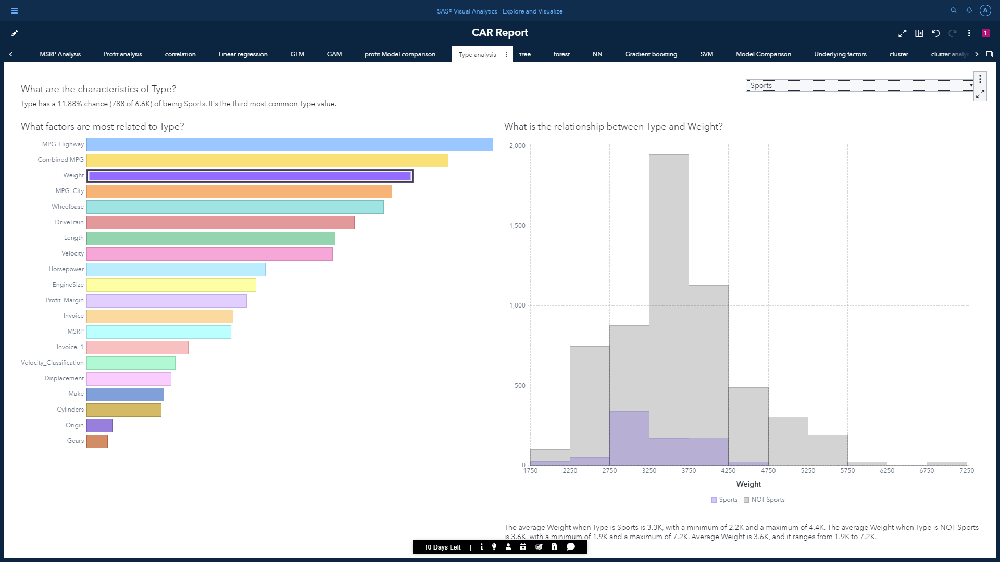 SAS® Visual Analytics - Explore and Visualize
A
CAR Report
1
MSRP Analysis
Profit analysis
correlation
Linear regression
GLM
GAM
profit Model comparison
Type analysis
tree
forest
NN
Gradient boosting
SVM
Model Comparison
Underlying factors
cluster
cluster analy
What are the characteristics of Type?
Sports
Type has a 11.88% chance (788 of 6.6K) of being Sports. It's the third most common Type value.
What factors are most related to Type?
MPG_Highway
Combined MPG
Weight
MPG_City
Wheelbase
DriveTrain
Length
Velocity
Horsepower
EngineSize
Profit_Margin
Invoice
MSRP
Invoice_1
Velocity_Classification
Displacement
Make
Cylinders
Origin
Gears
What is the relationship between Type and Weight?
2,000
1,500
1,000
500
0
1750 2250 2750 3250 3750 4250 4750 5250 5750 6250 6750 7250
Weight
Sports NOT Sports
The average Weight when Type is Sports is 3.3K, with a minimum of 2.2K and a maximum of 4.4K. The average Weight when Type is NOT Sports
is 3.6K, with a minimum of 1.9K and a maximum of 7.2K. Average Weight is 3.6K, and it ranges from 1.9K to 7.2K.
10 Days Left |